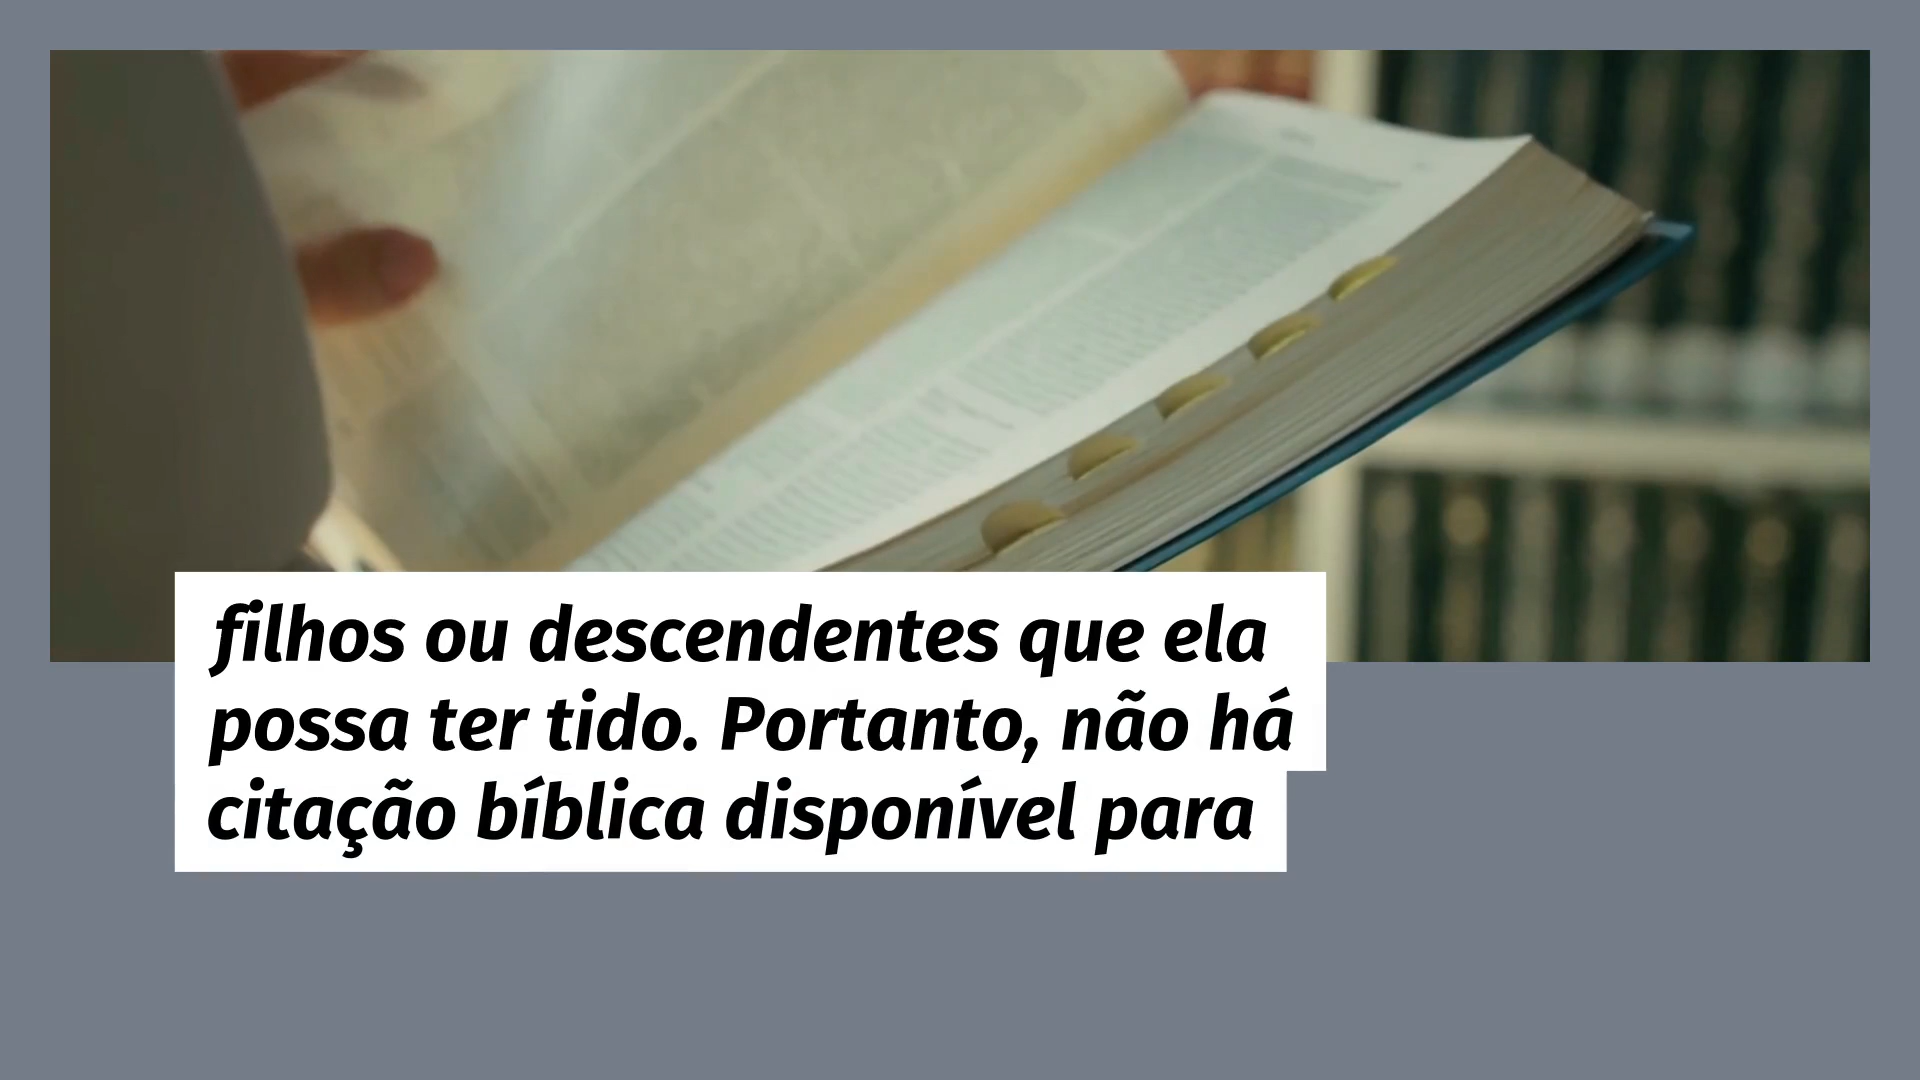 filhos ou descendentes que ela
possa ter tido. Portanto, não há
citação bíblica disponível para